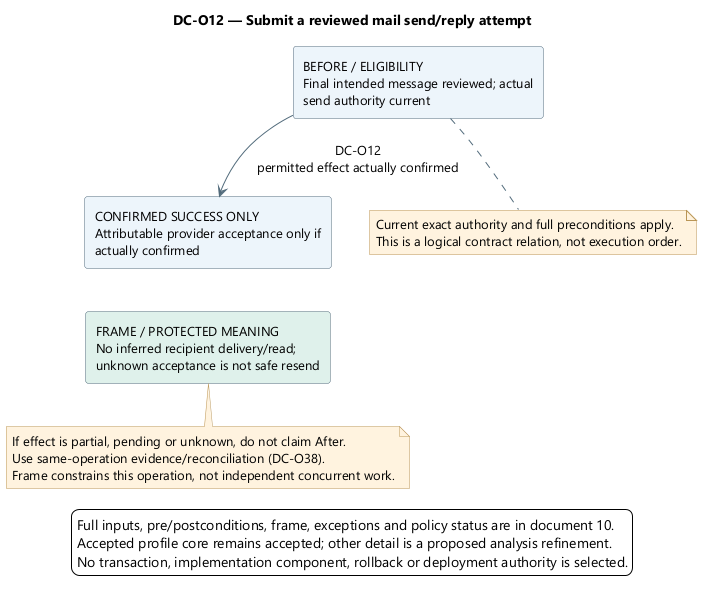 DC-O12 — Submit a reviewed mail send/reply attempt
BEFORE / ELIGIBILITY
Final intended message reviewed; actual
send authority current
DC-O12
permitted effect actually confirmed
CONFIRMED SUCCESS ONLY
Attributable provider acceptance only if
actually confirmed
Current exact authority and full preconditions apply.
This is a logical contract relation, not execution order.
FRAME / PROTECTED MEANING
No inferred recipient delivery/read;
unknown acceptance is not safe resend
If effect is partial, pending or unknown, do not claim After.
Use same-operation evidence/reconciliation (DC-O38).
Frame constrains this operation, not independent concurrent work.
Full inputs, pre/postconditions, frame, exceptions and policy status are in document 10.
Accepted profile core remains accepted; other detail is a proposed analysis refinement.
No transaction, implementation component, rollback or deployment authority is selected.